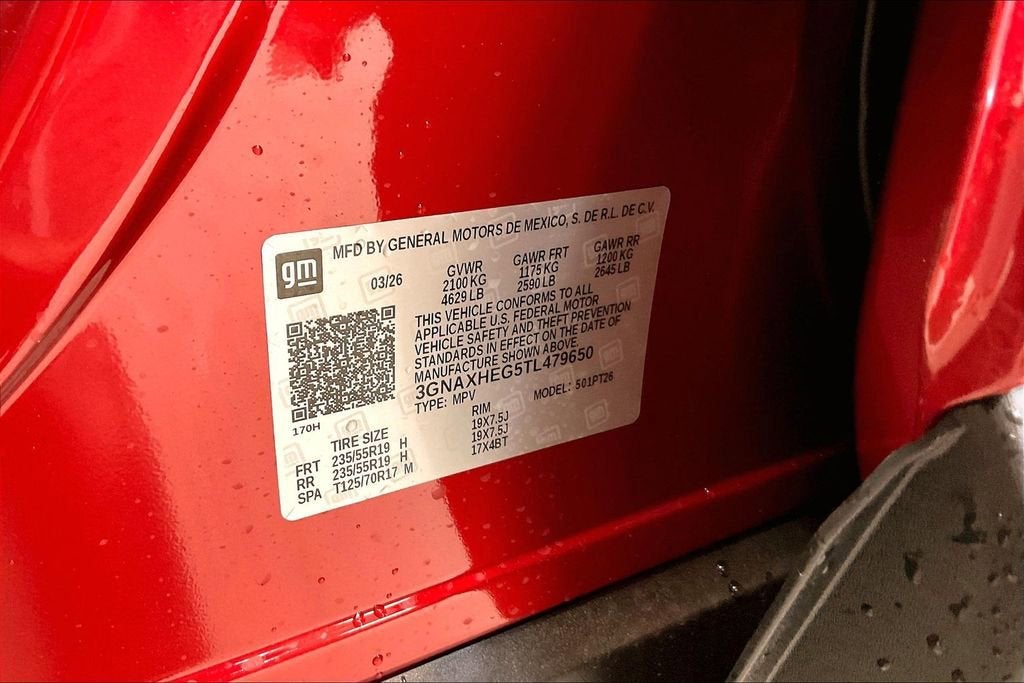 MFD BY GENERAL MOTORS DE MEXICO, S. DE R.L. DE C.V.
gm
03/26
GVWR GAWR FRT GAWR RR
2100 KG 1175 KG 1200 KG
4629 LB 2590 LB 2645 LB
THIS VEHICLE CONFORMS TO ALL
APPLICABLE U.S. FEDERAL MOTOR
VEHICLE SAFETY AND THEFT PREVENTION
STANDARDS IN EFFECT ON THE DATE OF
MANUFACTURE SHOWN ABOVE.
3GNAXHEG5TL479650
TYPE: MPV MODEL: 501PT26
170H
TIRE SIZE RIM
FRT 235/55R19 H 19X7.5J
RR 235/55R19 H 19X7.5J
SPA T125/70R17 M 17X4BT